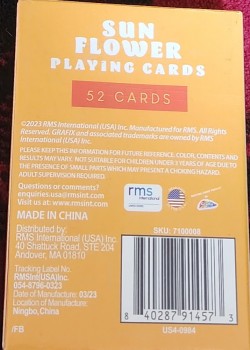 SUN
FLOWER
PLAYING CARDS
52 CARDS
©2023 RMS International (USA) Inc. Manufactured for RMS. All Rights
Reserved. GRAFIX and associated trademarks are owned by RMS
International (USA) Inc.
PLEASE KEEP THIS INFORMATION FOR FUTURE REFERENCE. COLOR, CONTENTS AND
RESULTS MAY VARY. NOT SUITABLE FOR CHILDREN UNDER 3 YEARS OF AGE DUE TO
THE PRESENCE OF SMALL PARTS WHICH MAY PRESENT A CHOKING HAZARD.
ADULT SUPERVISION REQUIRED.
Questions or comments?
enquiries.usa@rmsint.com
Visit us at: www.rmsint.com
rms
international
MADE IN CHINA
Distributed by:
RMS International (USA) Inc
40 Shattuck Road, STE 204
Andover, MA 01810
Tracking Label No.
RMSInt(USA)Inc.
054-6798-0323
Date of Manufacture: 03/23
Location of Manufacture:
Ningbo, China
/FB
SKU: 7100008
8 40287 91457 3
US4-0984